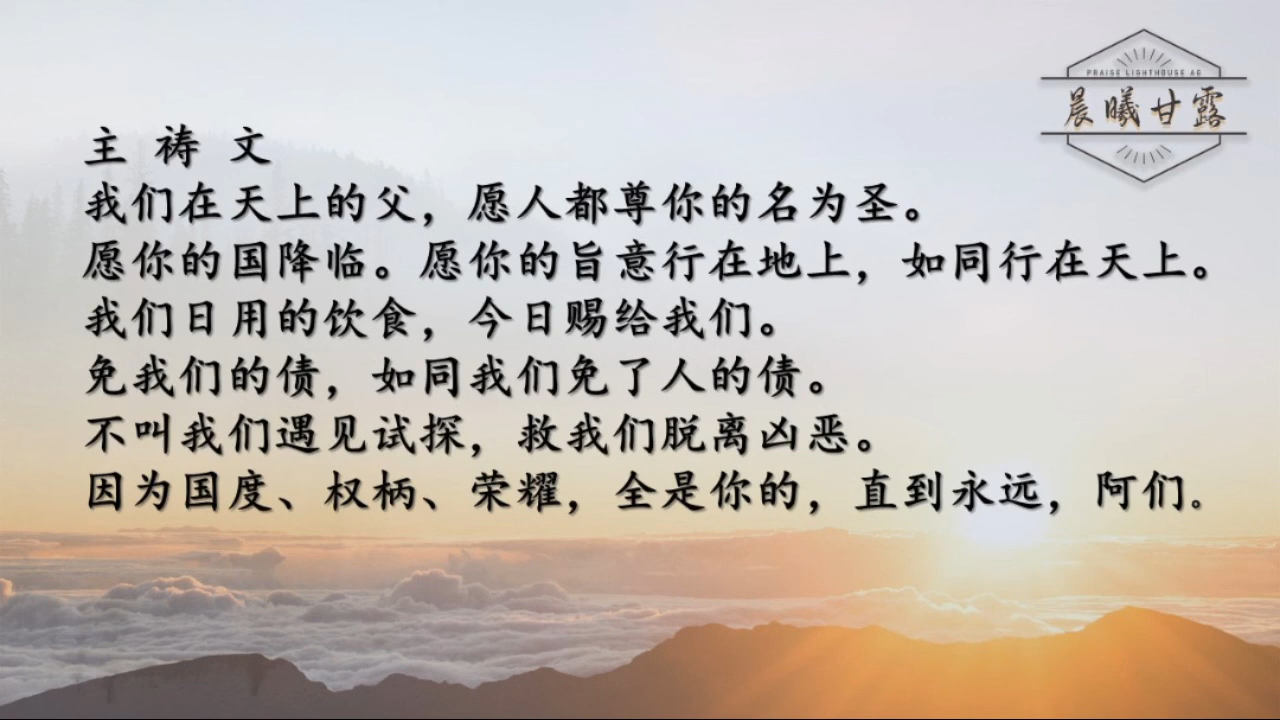 PRAISE LIGHTHOUSE AG
晨曦甘露
主 祷 文
我们在天上的父，愿人都尊你的名为圣。
愿你的国降临。愿你的旨意行在地上，如同行在天上。
我们日用的饮食，今日赐给我们。
免我们的债，如同我们免了人的债。
不叫我们遇见试探，救我们脱离凶恶。
因为国度、权柄、荣耀，全是你的，直到永远，阿们。